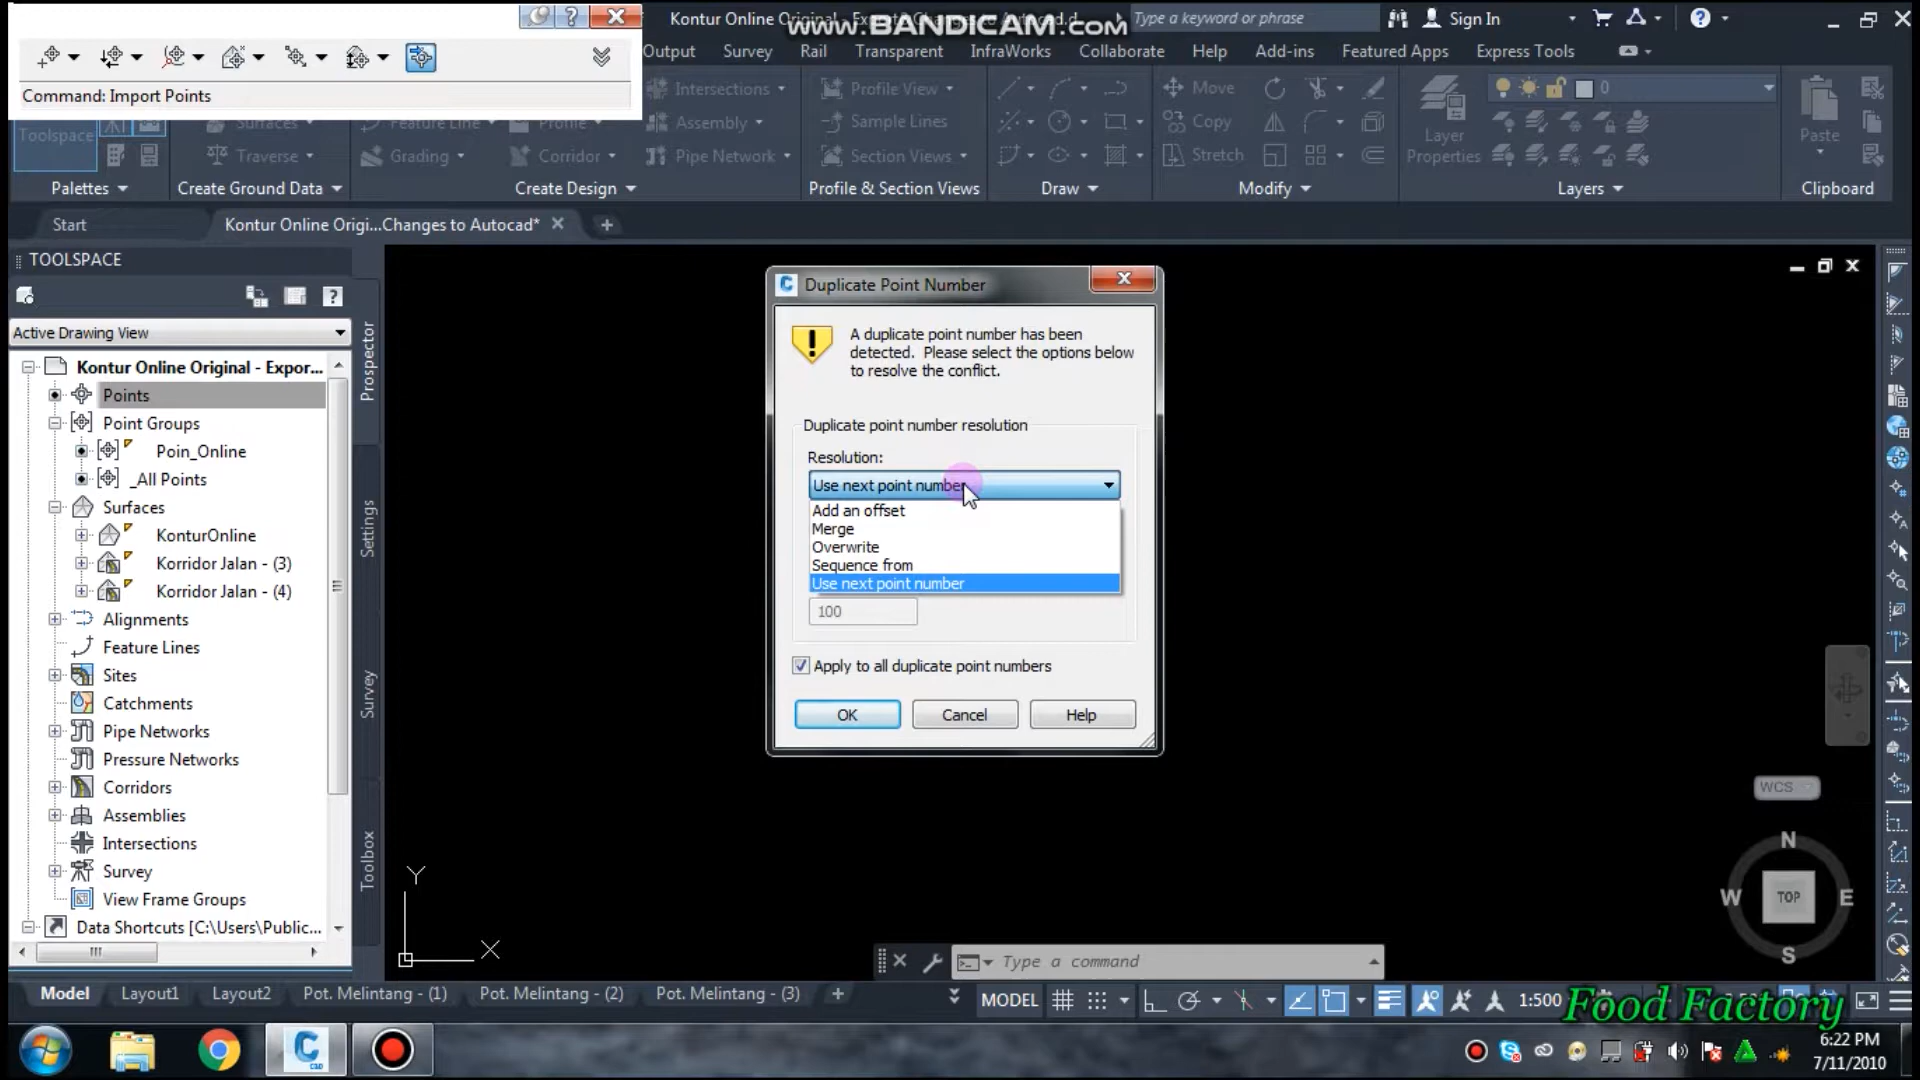 www.BANDICAM.com
Kontur Online Original - Export Changes to Autocad.d
Type a keyword or phrase
Sign In
Command: Import Points
Output
Survey
Rail
Transparent
InfraWorks
Collaborate
Help
Add-ins
Featured Apps
Express Tools
Toolspace
Surfaces
Traverse
Feature Line
Grading
Profile
Corridor
Intersections
Assembly
Pipe Network
Profile View
Sample Lines
Section Views
Move
Copy
Stretch
Layer
Properties
0
Paste
Palettes
Create Ground Data
Create Design
Profile & Section Views
Draw
Modify
Layers
Clipboard
Start
Kontur Online Origi...Changes to Autocad*
TOOLSPACE
Active Drawing View
Kontur Online Original - Expor...
Points
Point Groups
Poin_Online
_All Points
Surfaces
KonturOnline
Korridor Jalan - (3)
Korridor Jalan - (4)
Alignments
Feature Lines
Sites
Catchments
Pipe Networks
Pressure Networks
Corridors
Assemblies
Intersections
Survey
View Frame Groups
Data Shortcuts [C:\Users\Public...
Prospector
Settings
Survey
Toolbox
Duplicate Point Number
A duplicate point number has been
detected. Please select the options below
to resolve the conflict.
Duplicate point number resolution
Resolution:
Use next point number
Add an offset
Merge
Overwrite
Sequence from
Use next point number
100
Apply to all duplicate point numbers
OK
Cancel
Help
WCS
N
W
TOP
E
S
Y
X
Type a command
Model
Layout1
Layout2
Pot. Melintang - (1)
Pot. Melintang - (2)
Pot. Melintang - (3)
MODEL
1:500
Food Factory
6:22 PM
7/11/2010